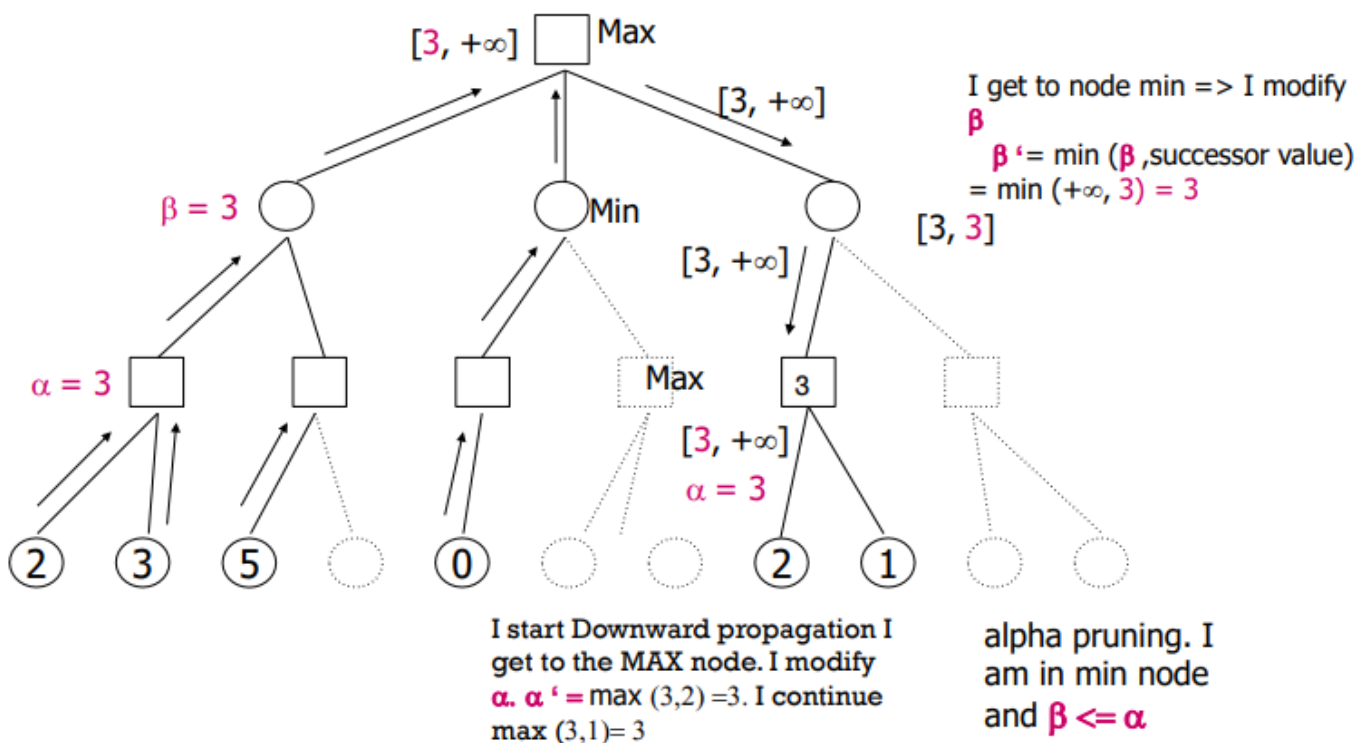 [3, +∞] Max
[3, +∞]
I get to node min => I modify
β
β ‘= min (β ,successor value)
= min (+∞, 3) = 3
β = 3
Min
[3, 3]
[3, +∞]
α = 3
Max
3
[3, +∞]
α = 3
2 3 5 0 2 1
I start Downward propagation I
get to the MAX node. I modify
α. α ‘ = max (3,2) =3. I continue
max (3,1)= 3
alpha pruning. I
am in min node
and β <= α